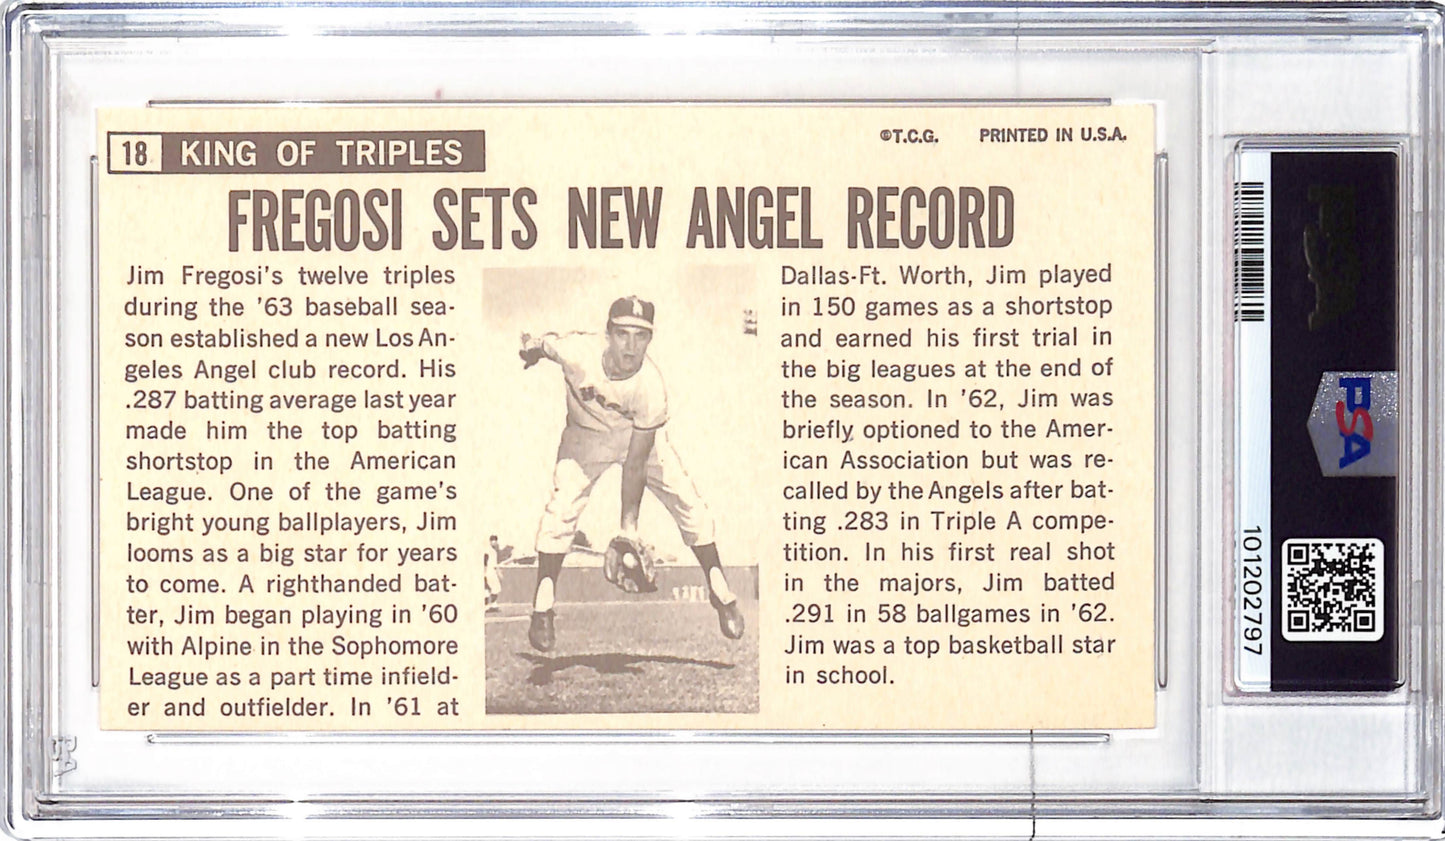 18 KING OF TRIPLES
©T.C.G. PRINTED IN U.S.A.
FREGOSI SETS NEW ANGEL RECORD
Jim Fregosi's twelve triples
during the '63 baseball sea-
son established a new Los An-
geles Angel club record. His
.287 batting average last year
made him the top batting
shortstop in the American
League. One of the game's
bright young ballplayers, Jim
looms as a big star for years
to come. A righthanded bat-
ter, Jim began playing in '60
with Alpine in the Sophomore
League as a part time infield-
er and outfielder. In '61 at
Dallas-Ft. Worth, Jim played
in 150 games as a shortstop
and earned his first trial in
the big leagues at the end of
the season. In '62, Jim was
briefly optioned to the Amer-
ican Association but was re-
called by the Angels after bat-
ting .283 in Triple A compe-
tition. In his first real shot
in the majors, Jim batted
.291 in 58 ballgames in '62.
Jim was a top basketball star
in school.
PSA
101202797
PSA